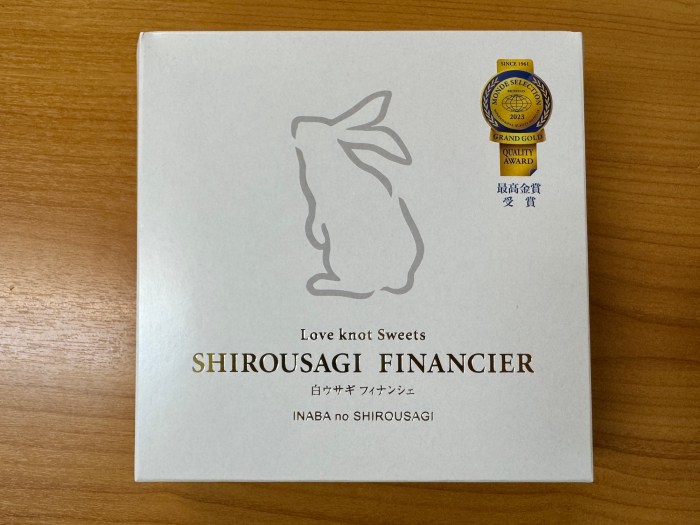 SINCE 1961
MONDE SELECTION
2023
GRAND GOLD
QUALITY
AWARD
最高金賞
受 賞
Love knot Sweets
SHIROUSAGI FINANCIER
白ウサギ フィナンシェ
INABA no SHIROUSAGI